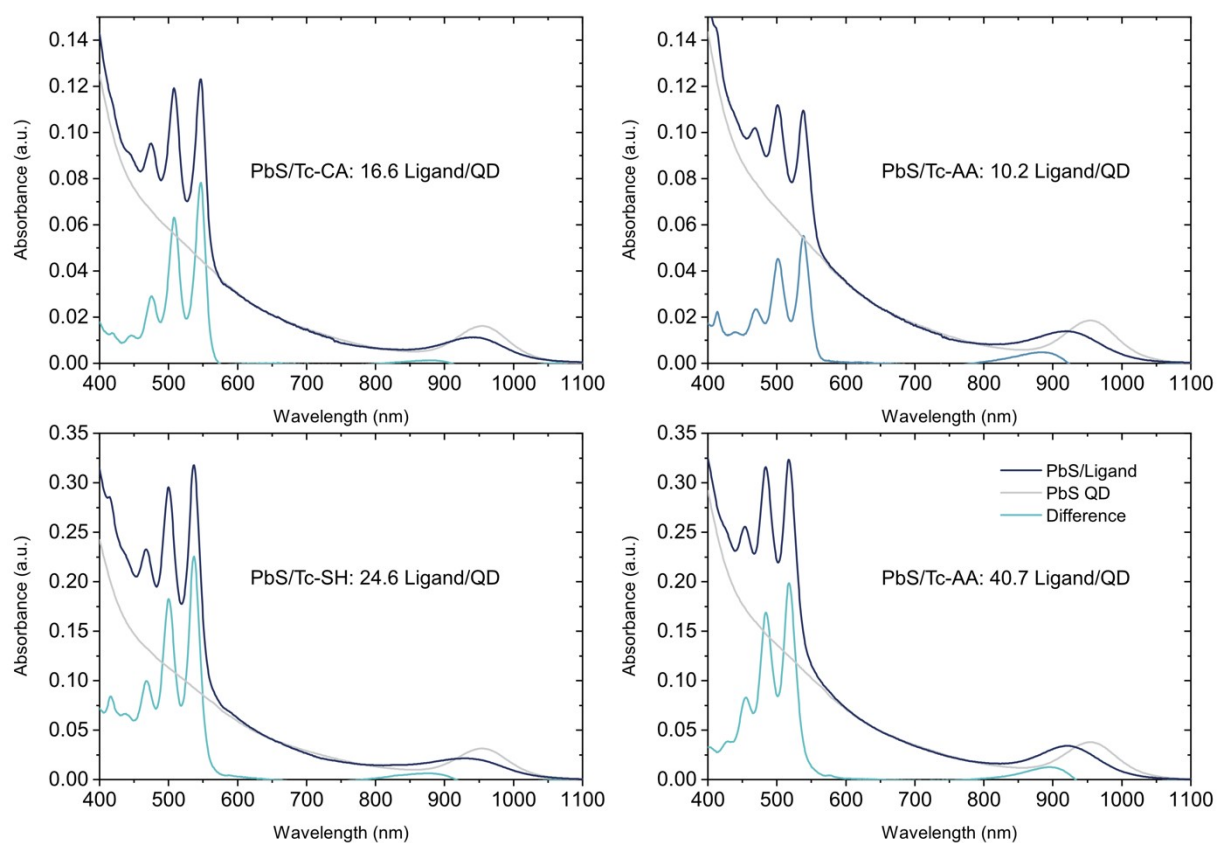 0.14
0.12
0.10
0.08
0.06
0.04
0.02
0.00
Absorbance (a.u.)
PbS/Tc-CA: 16.6 Ligand/QD
400 500 600 700 800 900 1000 1100
Wavelength (nm)
0.14
0.12
0.10
0.08
0.06
0.04
0.02
0.00
Absorbance (a.u.)
PbS/Tc-AA: 10.2 Ligand/QD
400 500 600 700 800 900 1000 1100
Wavelength (nm)
0.35
0.30
0.25
0.20
0.15
0.10
0.05
0.00
Absorbance (a.u.)
PbS/Tc-SH: 24.6 Ligand/QD
400 500 600 700 800 900 1000 1100
Wavelength (nm)
0.35
0.30
0.25
0.20
0.15
0.10
0.05
0.00
Absorbance (a.u.)
PbS/Ligand
PbS QD
Difference
PbS/Tc-AA: 40.7 Ligand/QD
400 500 600 700 800 900 1000 1100
Wavelength (nm)